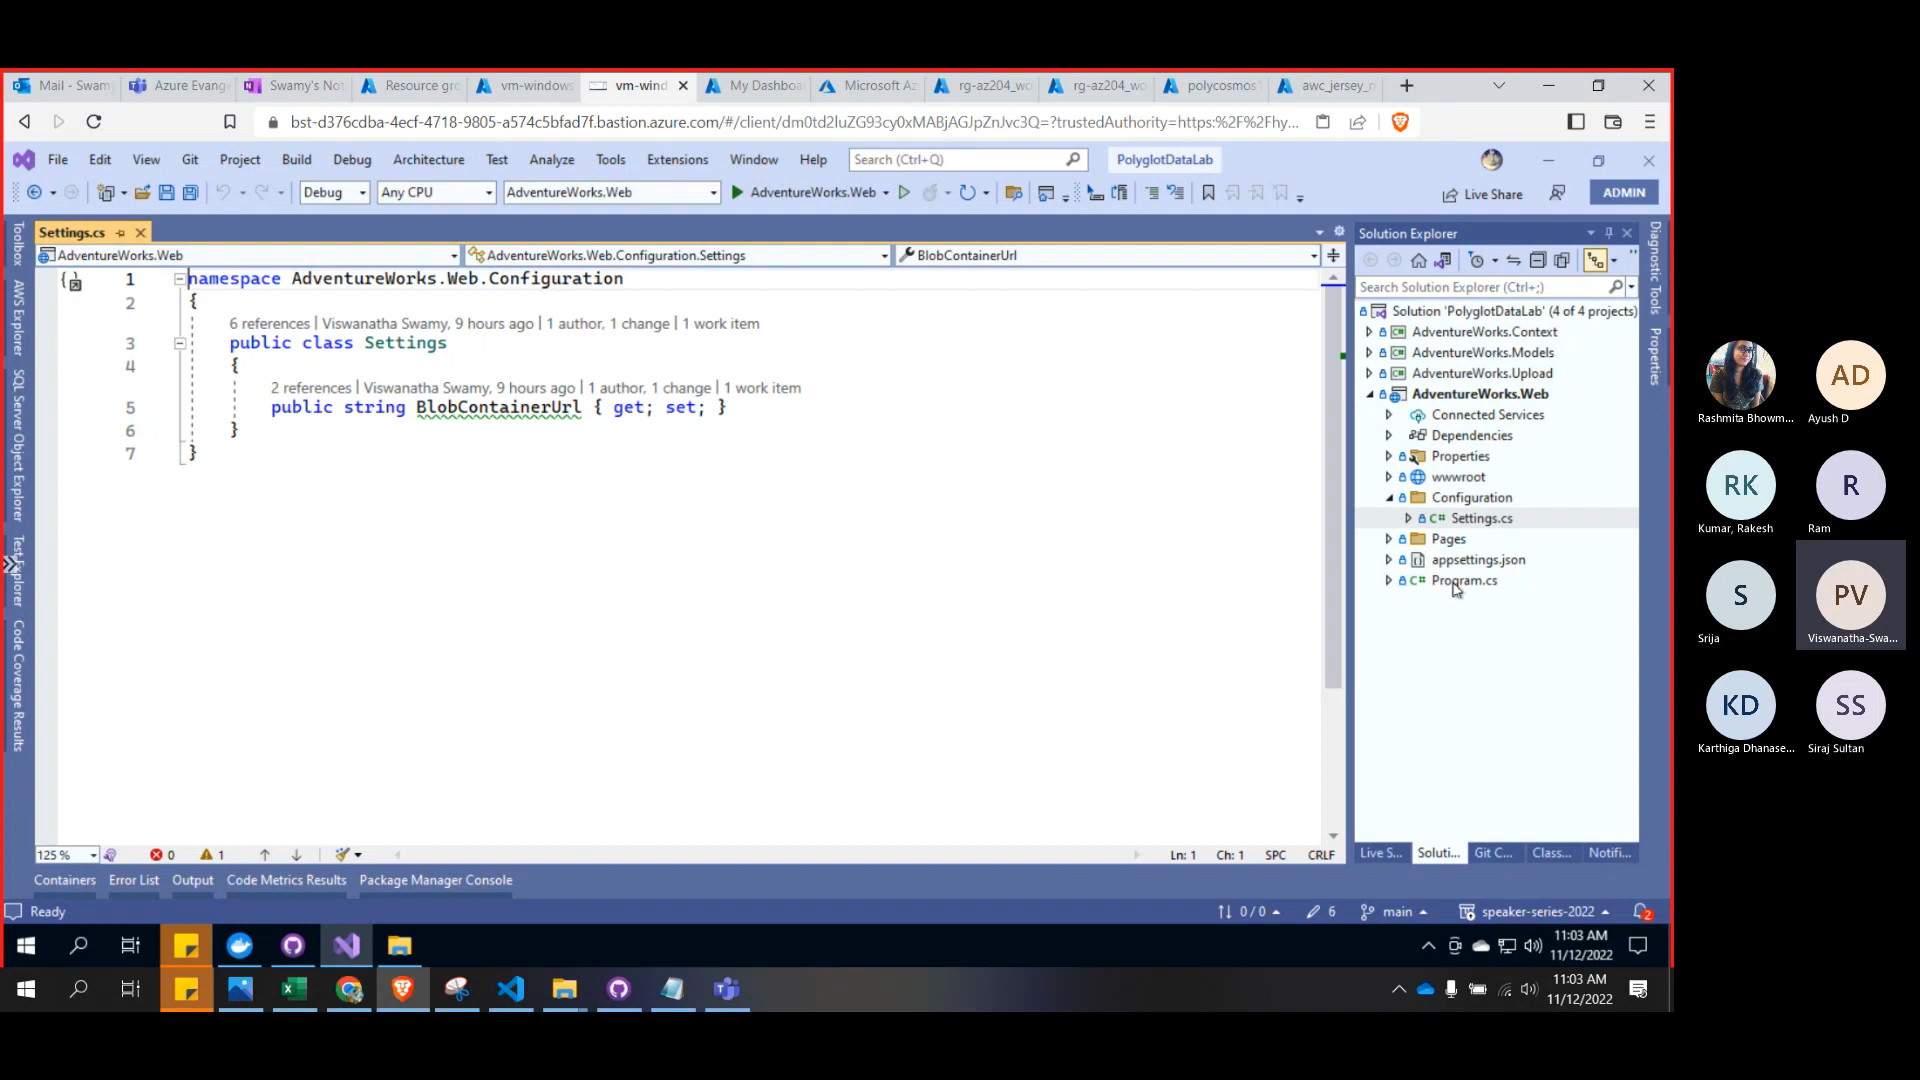 Mail - Swamy
Azure Evange
Swamy's Not
Resource gro
vm-windows
vm-wind
My Dashboa
Microsoft Az
rg-az204_wo
rg-az204_wo
polycosmos
awc_jersey_n
bst-d376cdba-4ecf-4718-9805-a574c5bfad7f.bastion.azure.com/#/client/dm0td2luZG93cy0xMABjAGJpZnJvc3Q=?trustedAuthority=https:%2F%2Fhy...
File Edit View Git Project Build Debug Architecture Test Analyze Tools Extensions Window Help Search (Ctrl+Q) PolyglotDataLab
Debug Any CPU AdventureWorks.Web AdventureWorks.Web Live Share ADMIN
Toolbox
AWS Explorer
SQL Server Object Explorer
Test Explorer
Code Coverage Results
Settings.cs
AdventureWorks.Web AdventureWorks.Web.Configuration.Settings BlobContainerUrl
1 namespace AdventureWorks.Web.Configuration
2 {
6 references | Viswanatha Swamy, 9 hours ago | 1 author, 1 change | 1 work item
3 public class Settings
4 {
2 references | Viswanatha Swamy, 9 hours ago | 1 author, 1 change | 1 work item
5 public string BlobContainerUrl { get; set; }
6 }
7 }
125 % 0 1 Ln: 1 Ch: 1 SPC CRLF
Containers Error List Output Code Metrics Results Package Manager Console
Solution Explorer
Search Solution Explorer (Ctrl+;)
Solution 'PolyglotDataLab' (4 of 4 projects)
AdventureWorks.Context
AdventureWorks.Models
AdventureWorks.Upload
AdventureWorks.Web
Connected Services
Dependencies
Properties
wwwroot
Configuration
C# Settings.cs
Pages
appsettings.json
C# Program.cs
Live S... Soluti... Git C... Class... Notifi...
Diagnostic Tools
Properties
Ready 0 / 0 6 main speaker-series-2022 2
11:03 AM
11/12/2022
11:03 AM
11/12/2022
Rashmita Bhowm...
AD
Ayush D
RK
Kumar, Rakesh
R
Ram
S
Srija
PV
Viswanatha-Swa...
KD
Karthiga Dhanase...
SS
Siraj Sultan